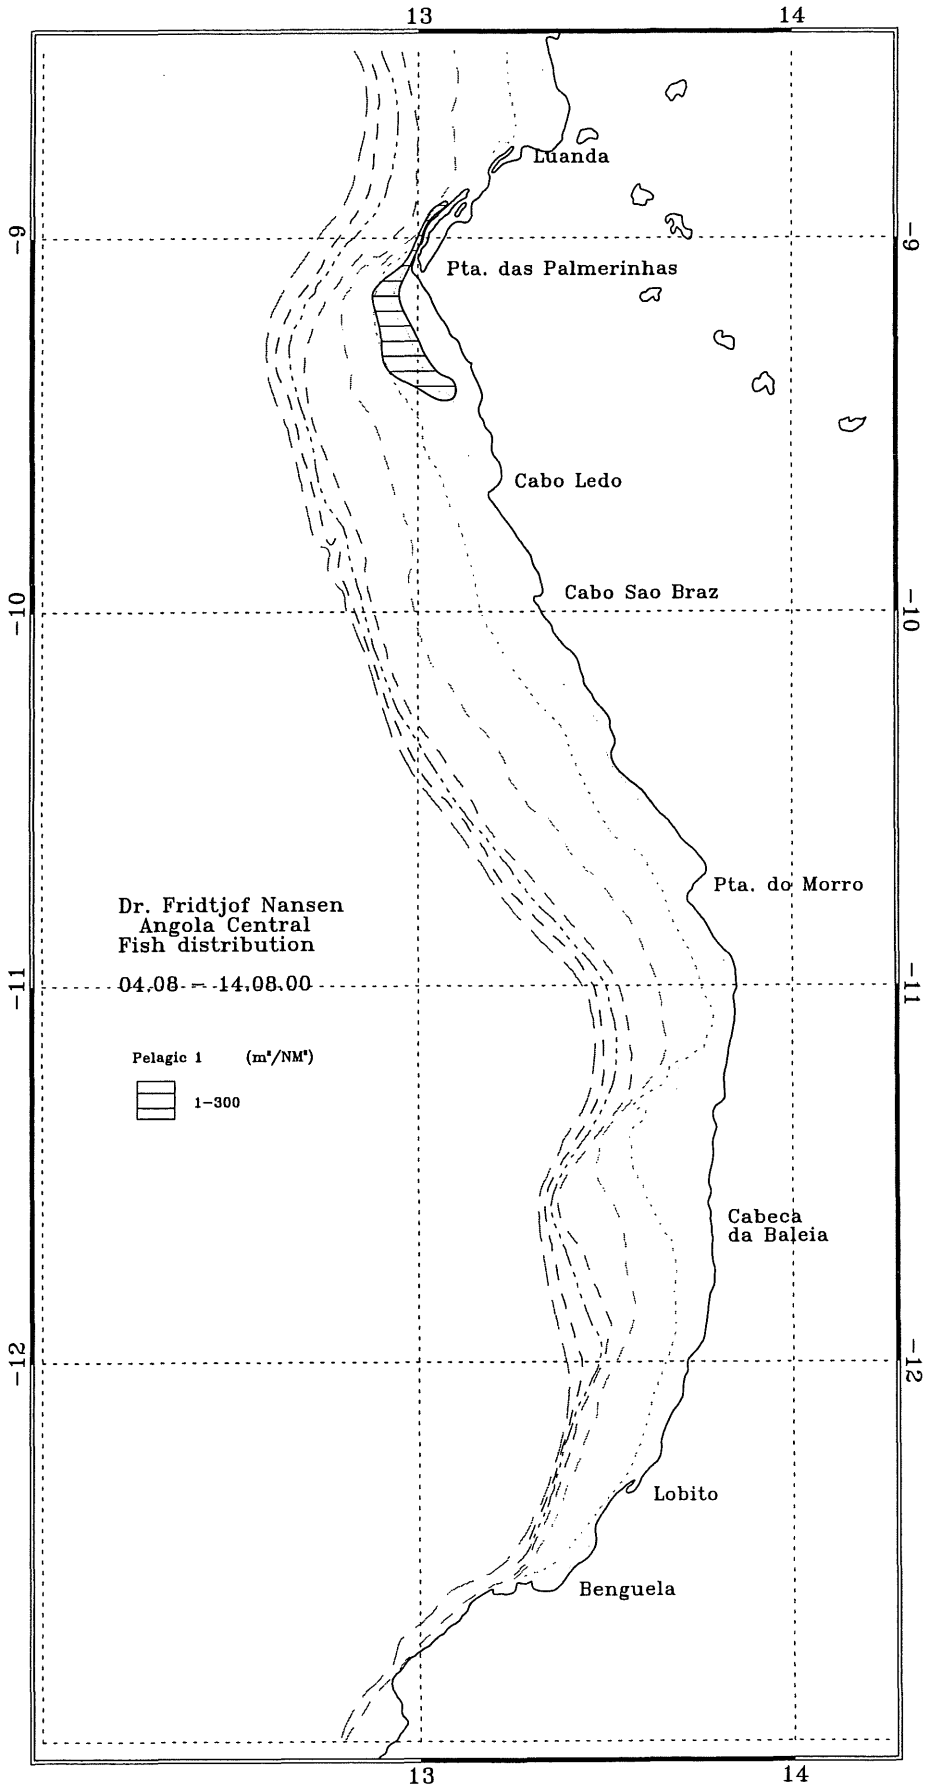 13 14
Luanda
-9 -9
Pta. das Palmerinhas
Cabo Ledo
Cabo Sao Braz
-10 -10
Pta. do Morro
Dr. Fridtjof Nansen
Angola Central
Fish distribution
04.08 - 14.08.00
-11 -11
Pelagic 1 (m²/NM²)
1-300
Cabeca
da Baleia
-12 -12
Lobito
Benguela
13 14